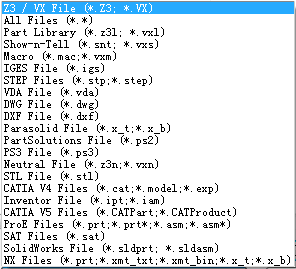 Z3 / VX File (*.Z3; *.VX)
All Files (*.*)
Part Library (*.z3l; *.vxl)
Show-n-Tell (*.snt; *.vxs)
Macro (*.mac;*.vxm)
IGES File (*.igs)
STEP Files (*.stp;*.step)
VDA File (*.vda)
DWG File (*.dwg)
DXF File (*.dxf)
Parasolid File (*.x_t;*.x_b)
PartSolutions File (*.ps2)
PS3 File (*.ps3)
Neutral File (*.z3n;*.vxn)
STL File (*.stl)
CATIA V4 Files (*.cat;*.model;*.exp)
Inventor File (*.ipt;*.iam)
CATIA V5 Files (*.CATPart;*.CATProduct)
ProE Files (*.prt;*.prt*;*.asm;*.asm*)
SAT Files (*.sat)
SolidWorks File (*.sldprt; *.sldasm)
NX Files (*.prt;*.xmt_txt;*.xmt_bin;*.x_t;*.x_b)